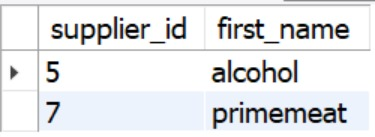 supplier_id first_name
5 alcohol
7 primemeat